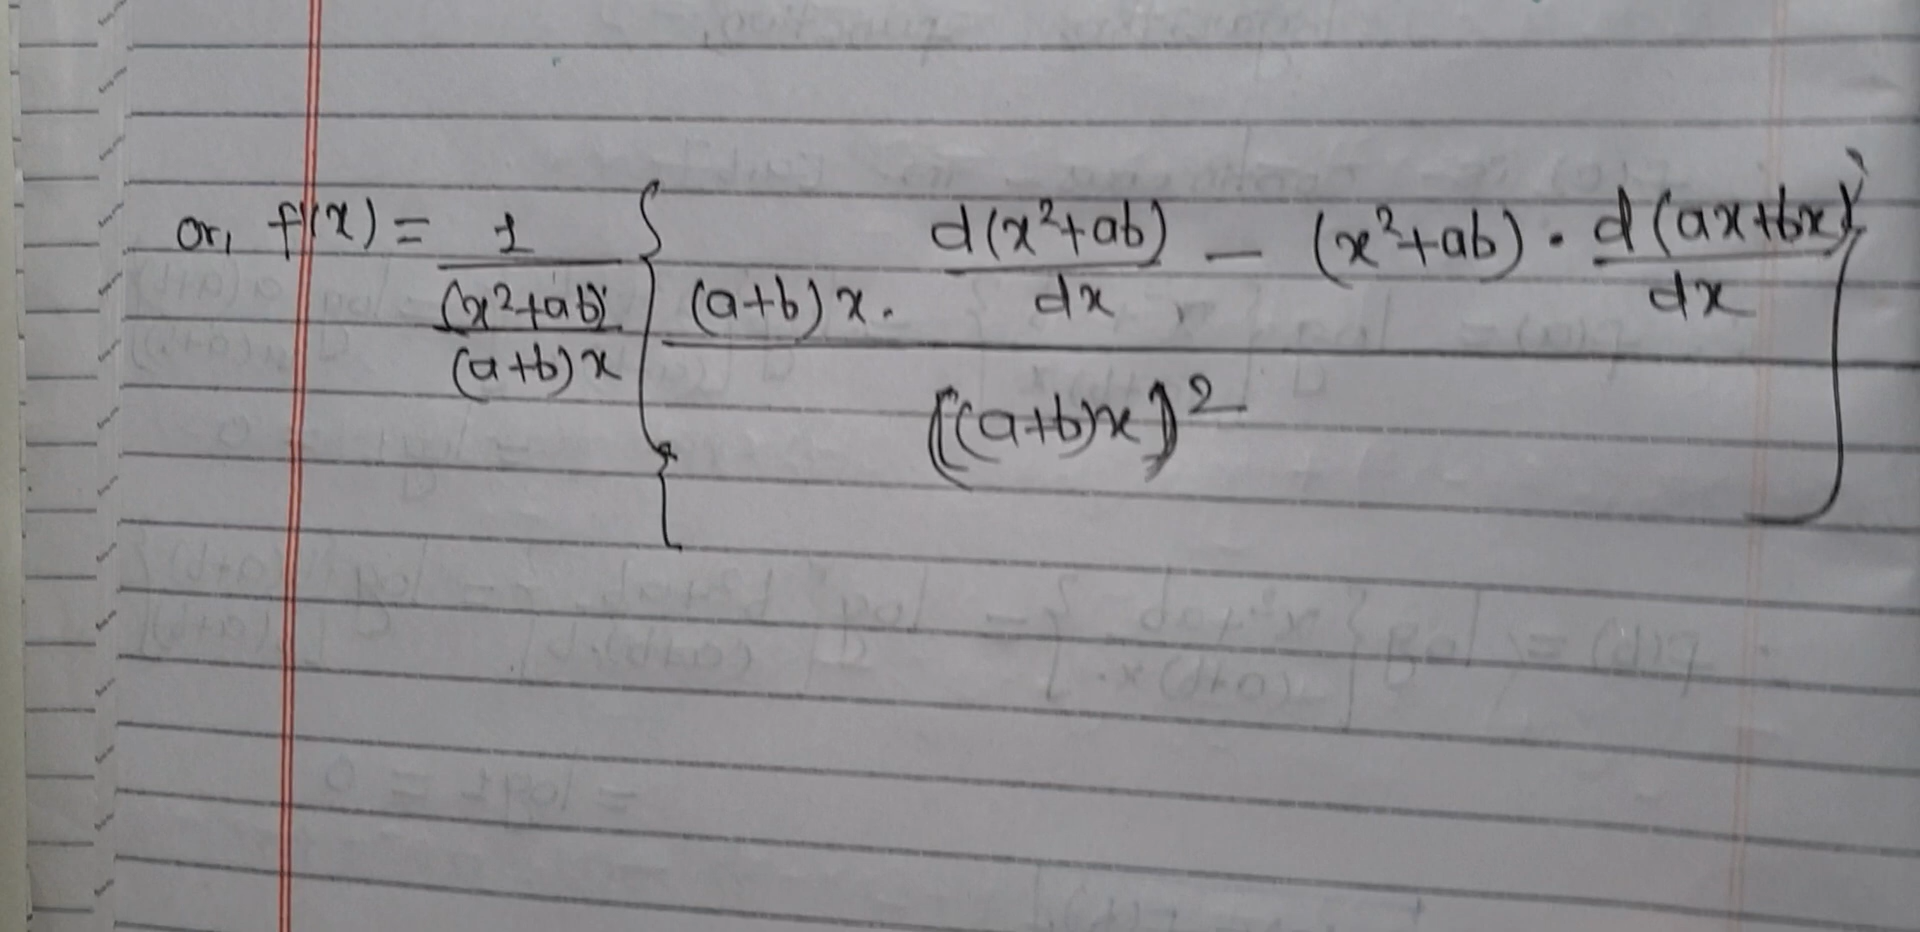 or, f'(x) = 1/((x²+ab)/((a+b)x)) { ((a+b)x · d(x²+ab)/dx − (x²+ab) · d(ax+bx)/dx) / ((a+b)x)² }